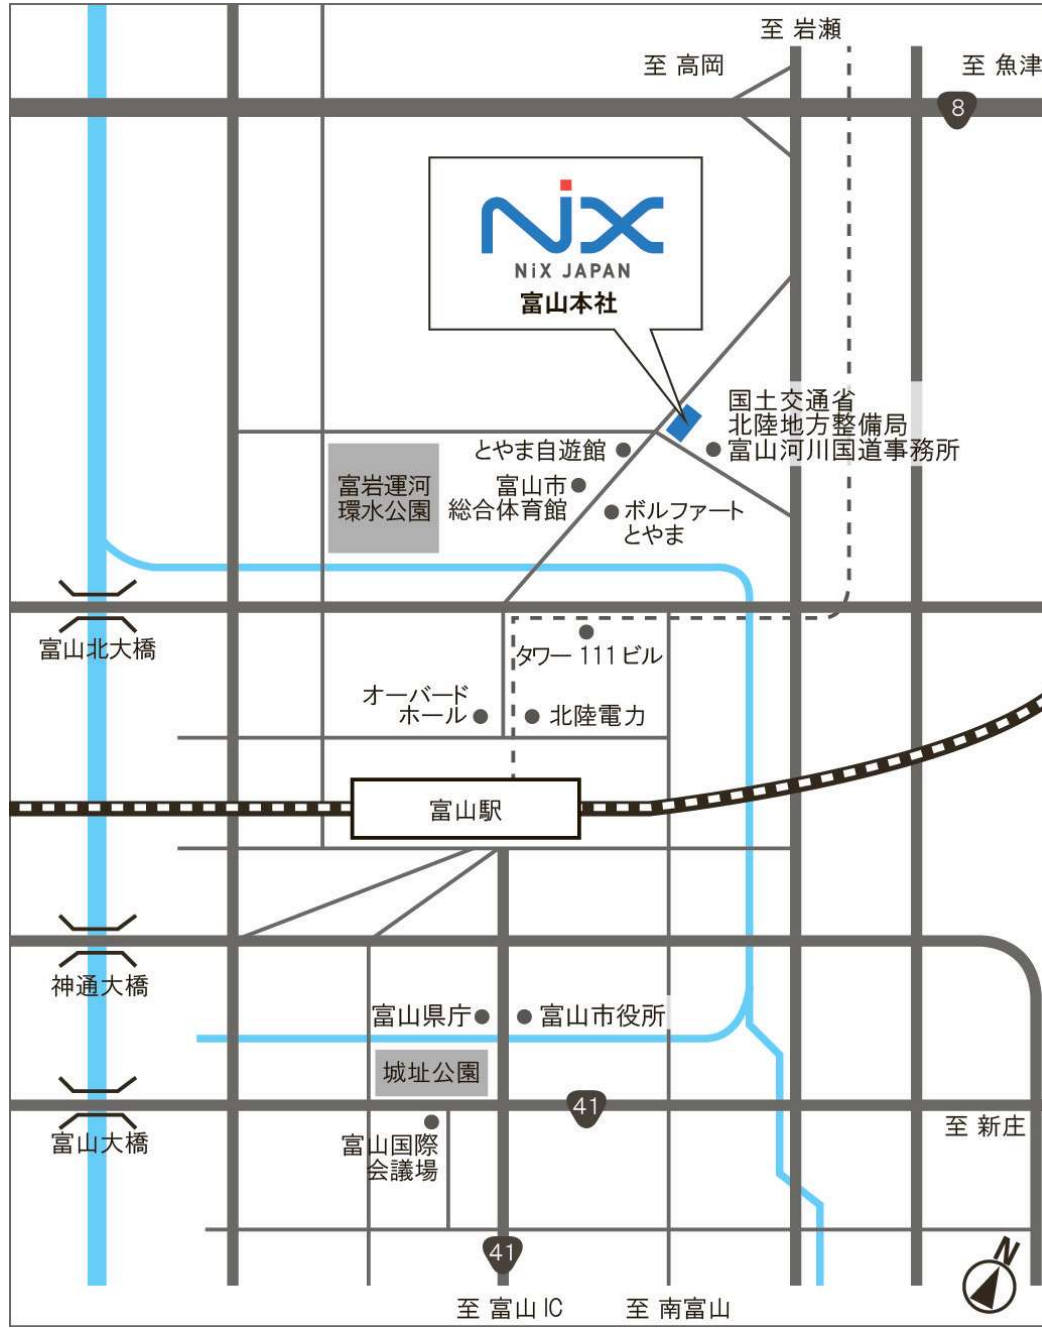 至 岩瀬
至 高岡
至 魚津
8
NiX
NiX JAPAN
富山本社
国土交通省
北陸地方整備局
富山河川国道事務所
とやま自遊館
富山市
総合体育館
富岩運河
環水公園
ボルファート
とやま
富山北大橋
タワー111ビル
オーバード
ホール
北陸電力
富山駅
神通大橋
富山県庁
富山市役所
城址公園
41
富山大橋
至 新庄
富山国際
会議場
41
N
至 富山IC
至 南富山